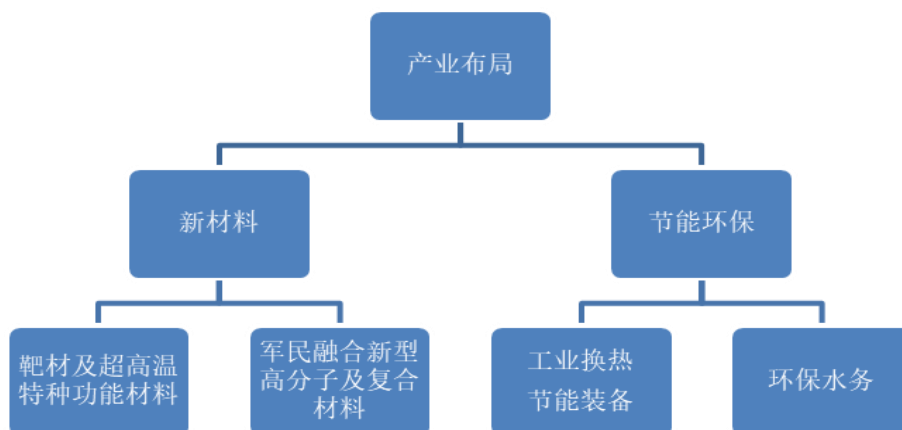 产业布局
新材料
节能环保
靶材及超高温
特种功能材料
军民融合新型
高分子及复合
材料
工业换热
节能装备
环保水务